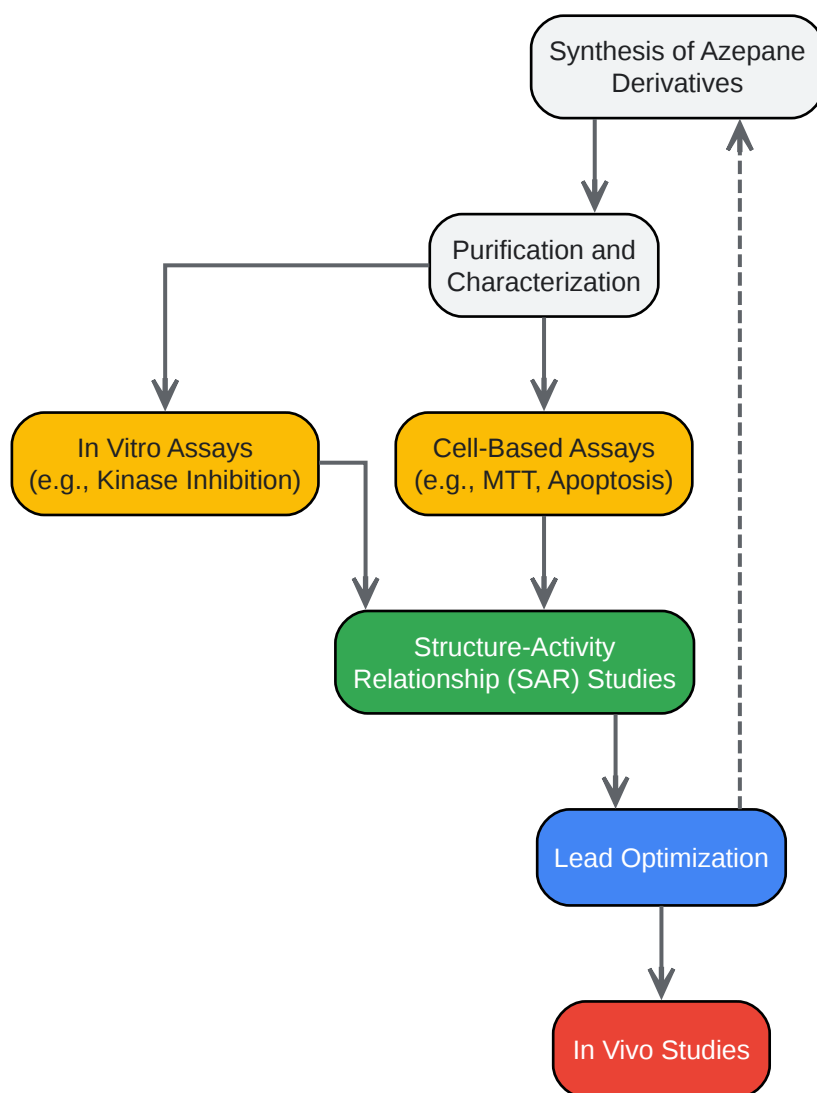 Synthesis of Azepane
Derivatives
Purification and
Characterization
In Vitro Assays
(e.g., Kinase Inhibition)
Cell-Based Assays
(e.g., MTT, Apoptosis)
Structure-Activity
Relationship (SAR) Studies
Lead Optimization
In Vivo Studies